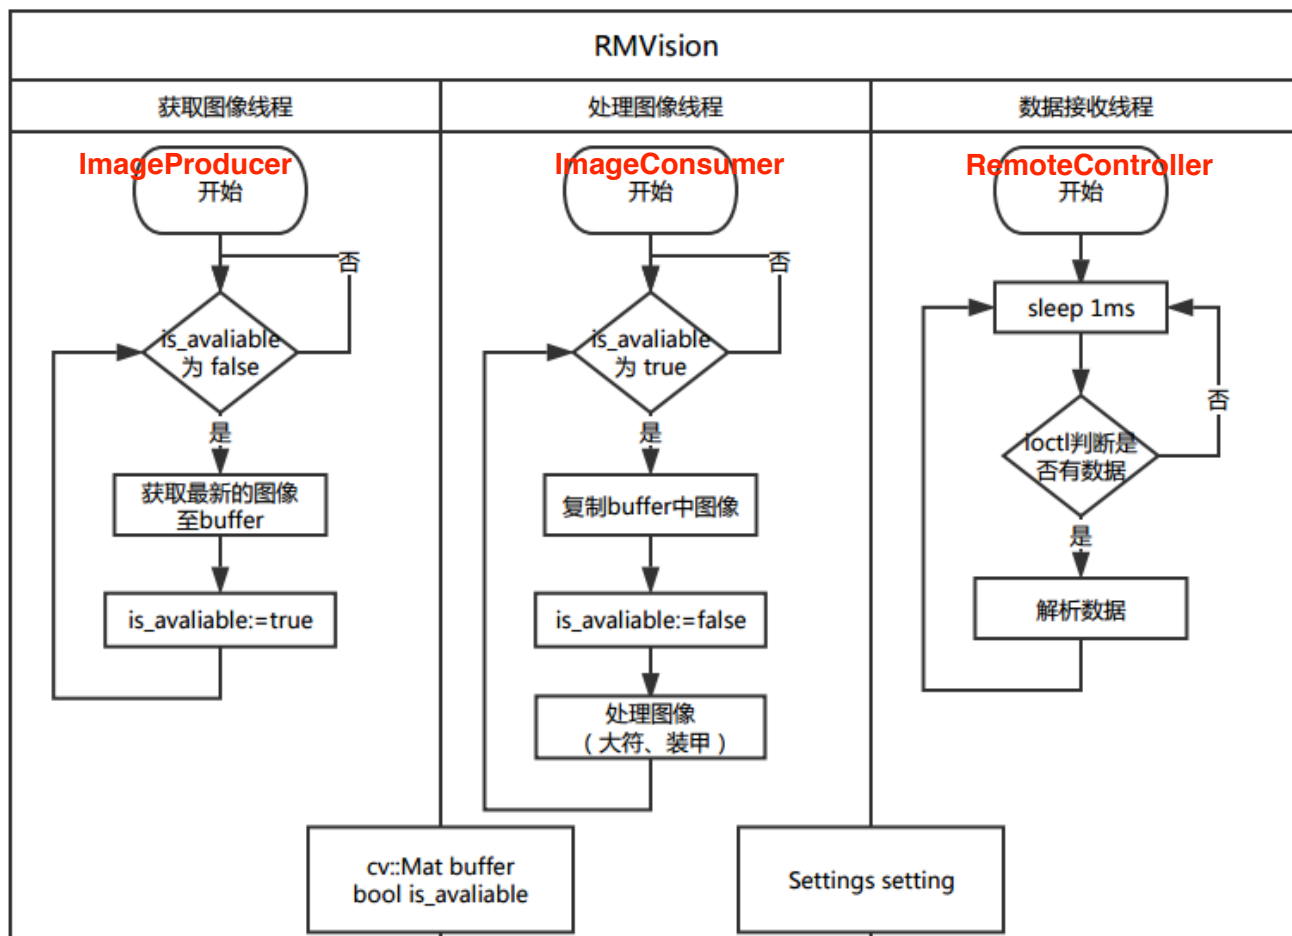 RMVision
获取图像线程
处理图像线程
数据接收线程
ImageProducer
开始
否
is_avaliable
为 false
是
获取最新的图像
至buffer
is_avaliable:=true
ImageConsumer
开始
否
is_avaliable
为 true
是
复制buffer中图像
is_avaliable:=false
处理图像
（大符、装甲）
RemoteController
开始
sleep 1ms
否
ioctl判断是
否有数据
是
解析数据
cv::Mat buffer
bool is_avaliable
Settings setting